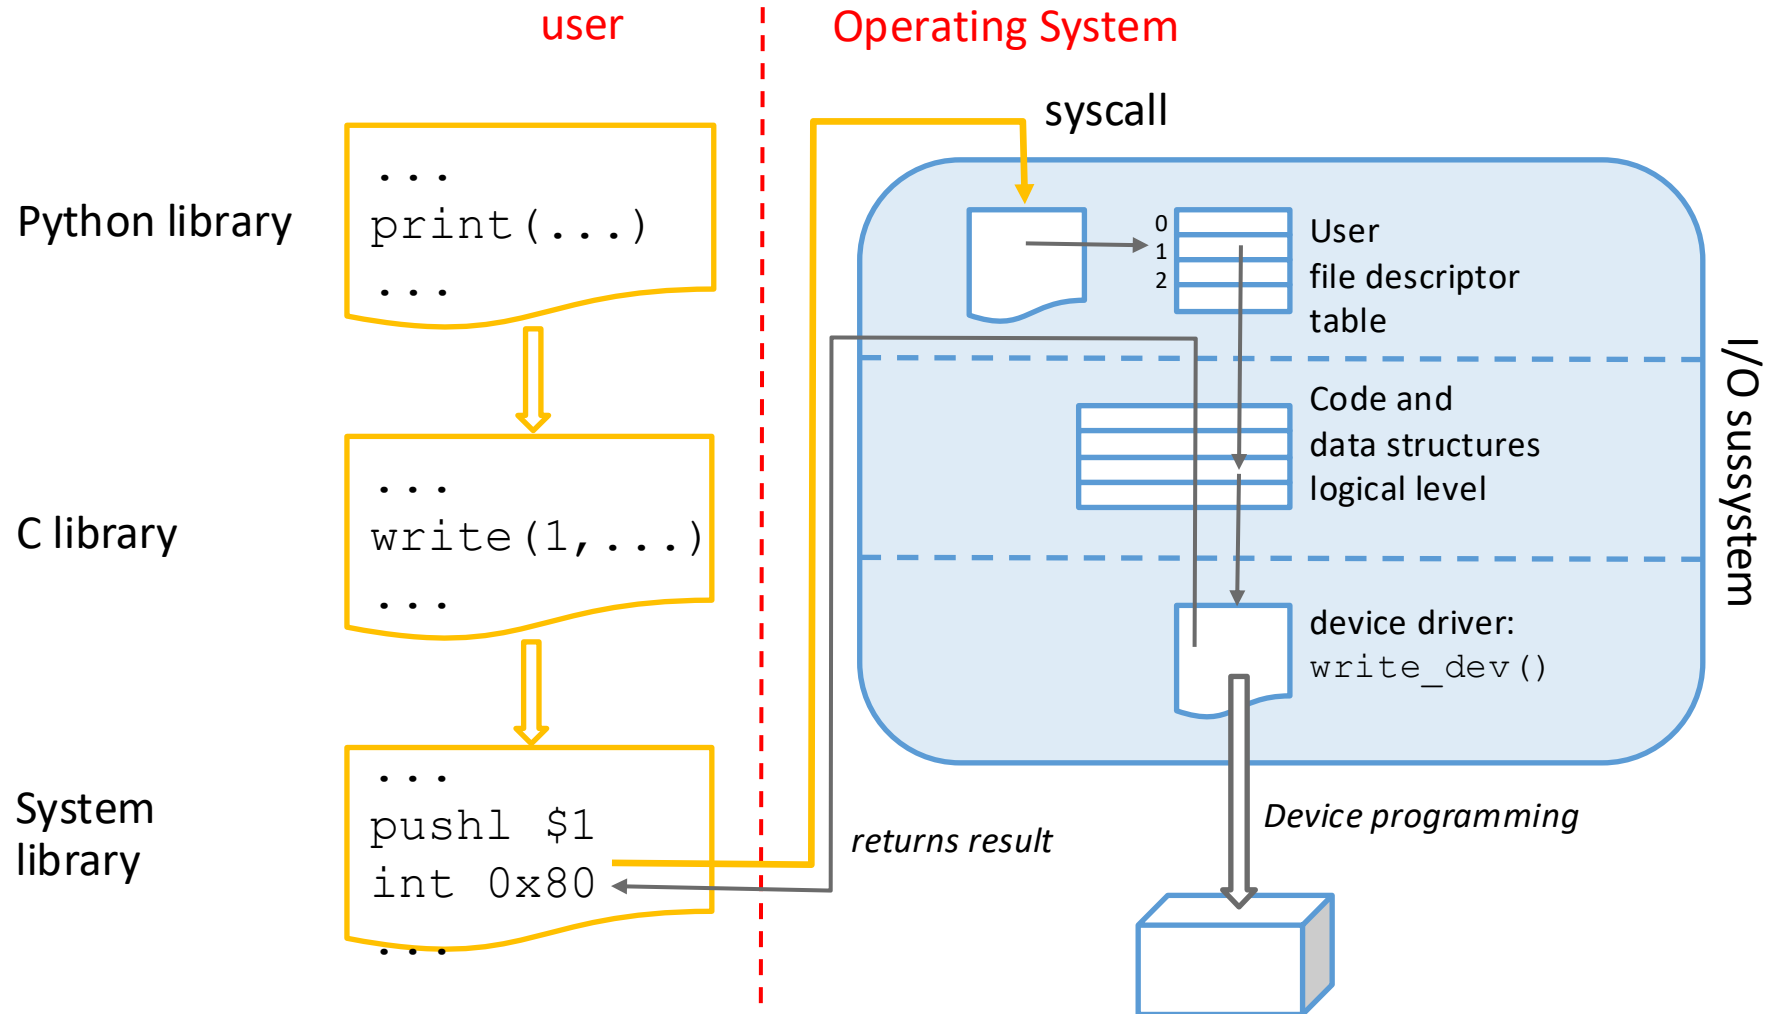 user
Operating System
syscall
Python library
...
print(...)
...
0
1
2
User
file descriptor
table
C library
...
write(1,...)
...
Code and
data structures
logical level
I/O sussystem
device driver:
write_dev()
System
library
...
pushl $1
int 0x80
...
returns result
Device programming